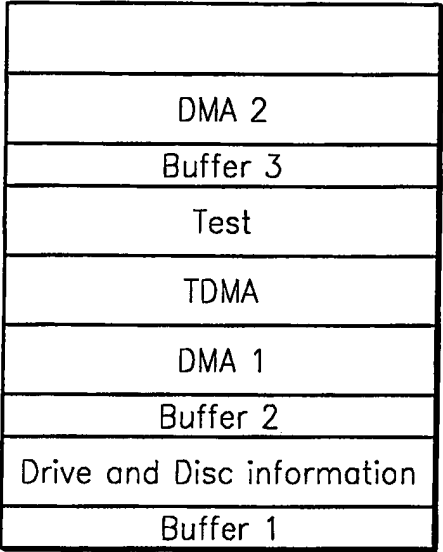 DMA 2
Buffer 3
Test
TDMA
DMA 1
Buffer 2
Drive and Disc information
Buffer 1